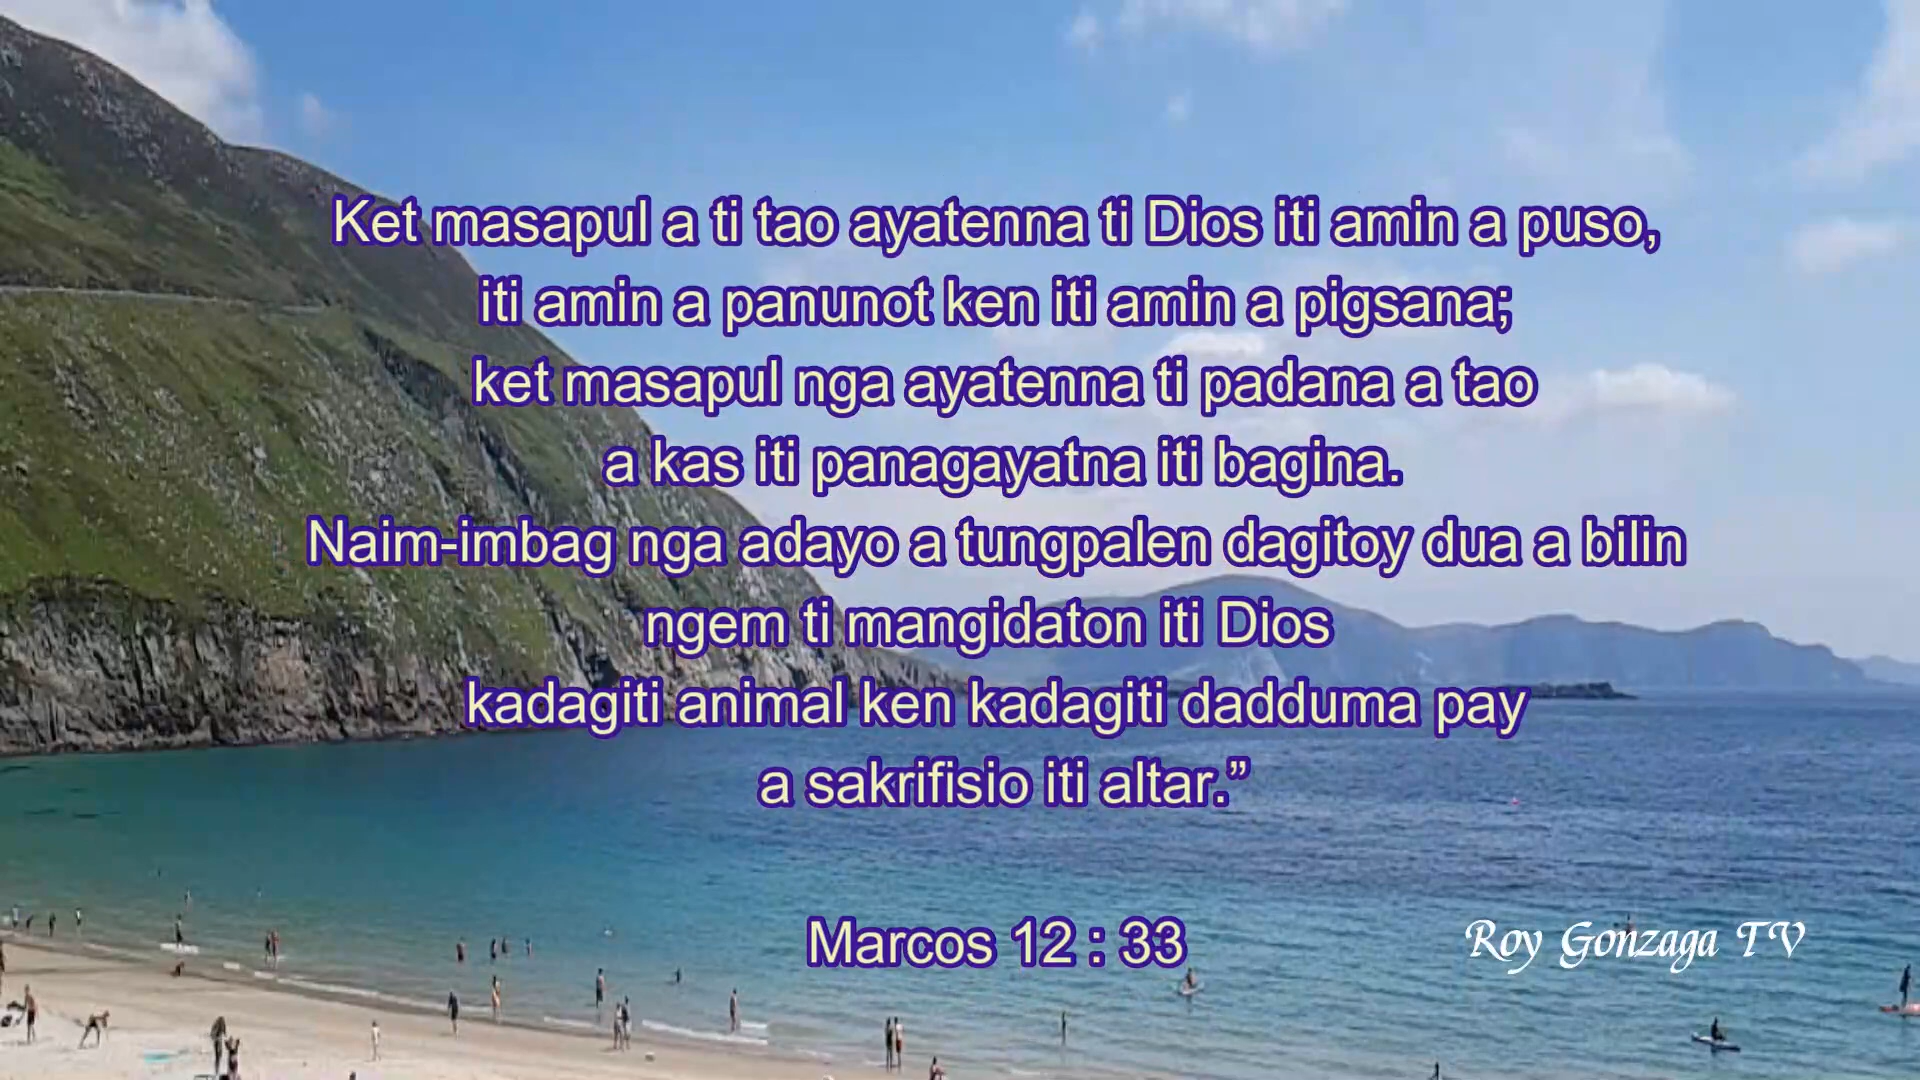 Ket masapul a ti tao ayatenna ti Dios iti amin a puso,
iti amin a panunot ken iti amin a pigsana;
ket masapul nga ayatenna ti padana a tao
a kas iti panagayatna iti bagina.
Naim-imbag nga adayo a tungpalen dagitoy dua a bilin
ngem ti mangidaton iti Dios
kadagiti animal ken kadagiti dadduma pay
a sakrifisio iti altar.”
Marcos 12 : 33
Roy Gonzaga TV